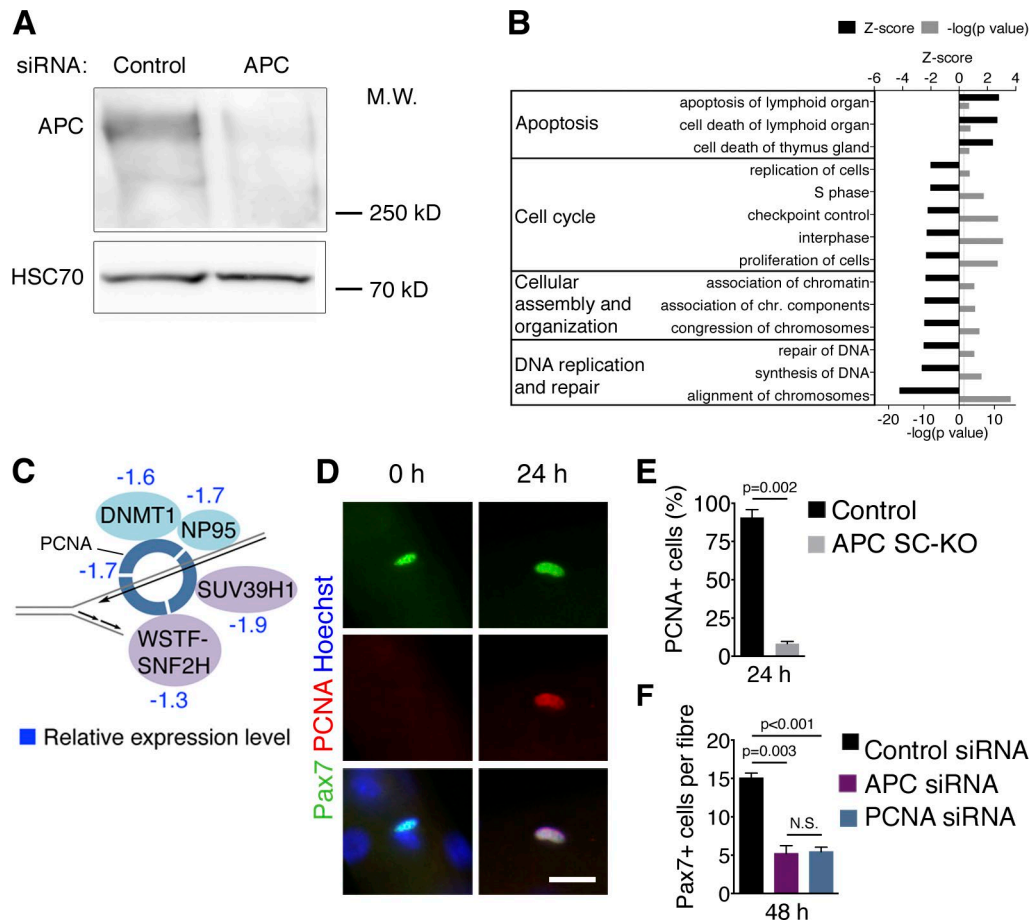 A
siRNA: Control APC
M.W.
APC
250 kD
HSC70
70 kD
B
Z-score -log(p value)
Z-score
-6 -4 -2 0 2 4
Apoptosis
apoptosis of lymphoid organ
cell death of lymphoid organ
cell death of thymus gland
Cell cycle
replication of cells
S phase
checkpoint control
interphase
proliferation of cells
Cellular
assembly and
organization
association of chromatin
association of chr. components
congression of chromosomes
DNA replication
and repair
repair of DNA
synthesis of DNA
alignment of chromosomes
-20 -10 0 10
-log(p value)
C
-1.6
-1.7
DNMT1
NP95
PCNA
-1.7
SUV39H1
-1.9
WSTF-
SNF2H
-1.3
Relative expression level
D
0 h 24 h
Pax7 PCNA Hoechst
E
p=0.002
PCNA+ cells (%)
100
75
50
25
0
24 h
Control
APC SC-KO
F
p<0.001
p=0.003
N.S.
Pax7+ cells per fibre
20
15
10
5
0
48 h
Control siRNA
APC siRNA
PCNA siRNA